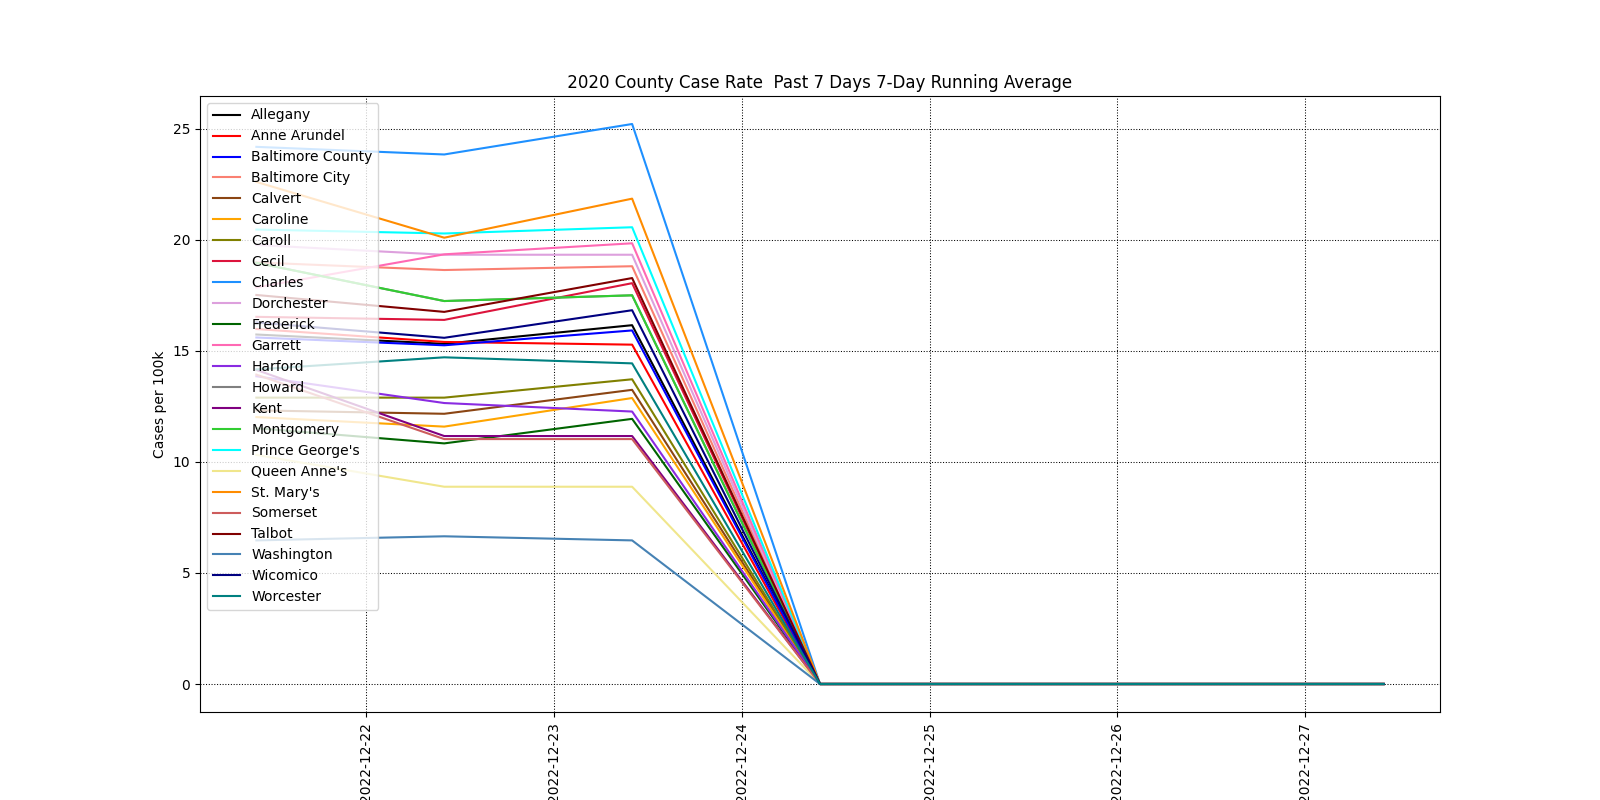 2020 County Case Rate  Past 7 Days 7-Day Running Average
Cases per 100k
25
20
15
10
5
0
Allegany
Anne Arundel
Baltimore County
Baltimore City
Calvert
Caroline
Caroll
Cecil
Charles
Dorchester
Frederick
Garrett
Harford
Howard
Kent
Montgomery
Prince George's
Queen Anne's
St. Mary's
Somerset
Talbot
Washington
Wicomico
Worcester
2022-12-22
2022-12-23
2022-12-24
2022-12-25
2022-12-26
2022-12-27